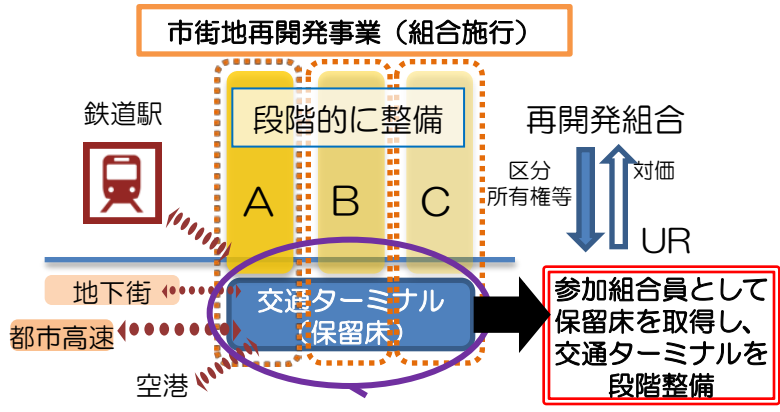 市街地再開発事業（組合施行）
鉄道駅
段階的に整備
A
B
C
再開発組合
区分
所有権等
対価
UR
地下街
都市高速
空港
交通ターミナル
（保留床）
参加組合員として
保留床を取得し、
交通ターミナルを
段階整備